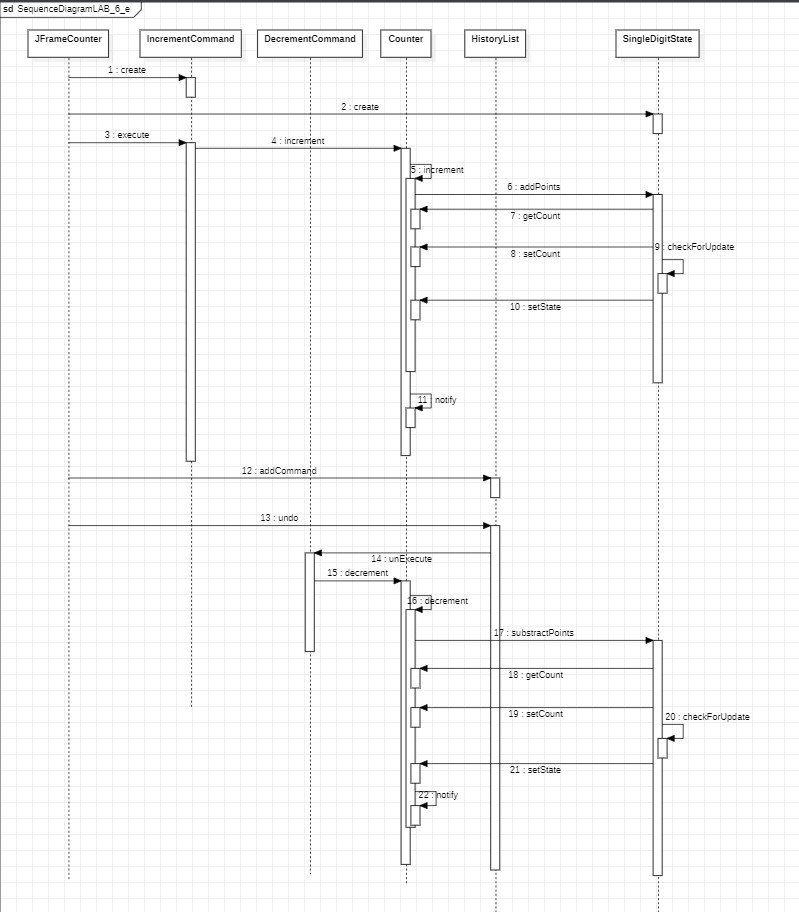 sd SequenceDiagramLAB_6_e
JFrameCounter
IncrementCommand
DecrementCommand
Counter
HistoryList
SingleDigitState
1 : create
2 : create
3 : execute
4 : increment
5 : increment
6 : addPoints
7 : getCount
8 : setCount
9 : checkForUpdate
10 : setState
11 : notify
12 : addCommand
13 : undo
14 : unExecute
15 : decrement
16 : decrement
17 : substractPoints
18 : getCount
19 : setCount
20 : checkForUpdate
21 : setState
22 : notify